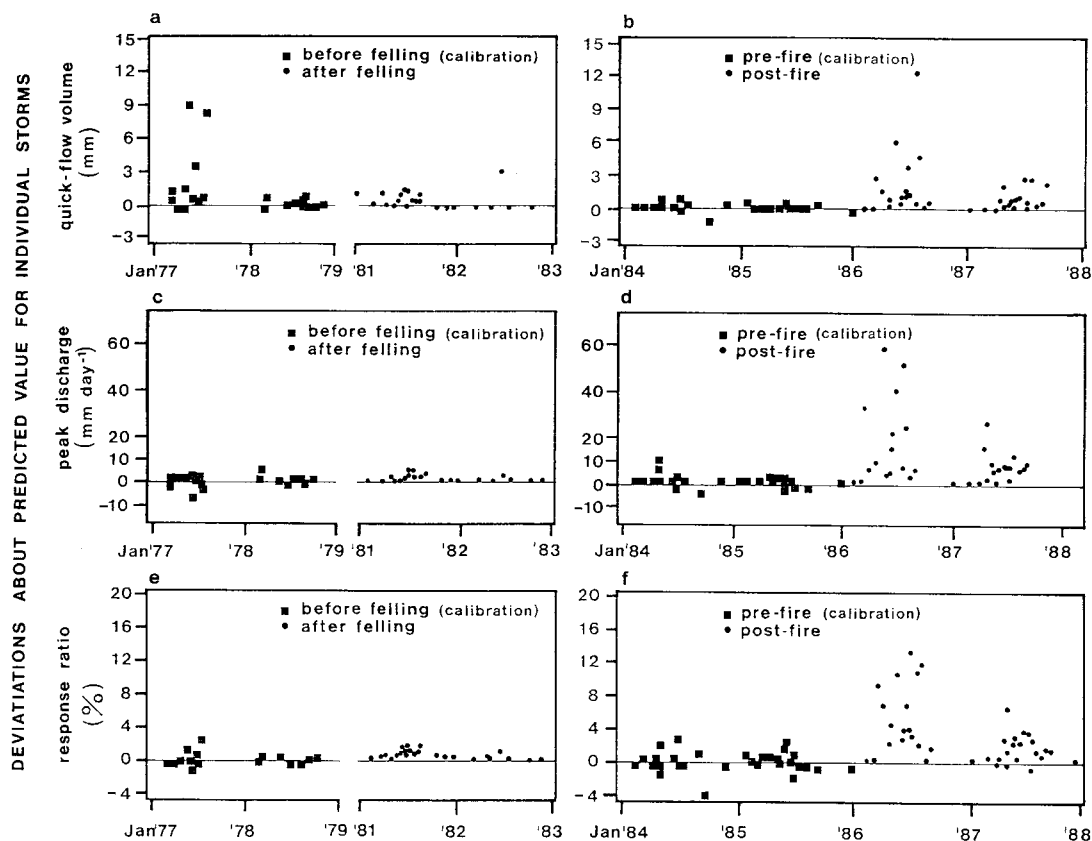 DEVIATIONS ABOUT PREDICTED VALUE FOR INDIVIDUAL STORMS
a
quick-flow volume
(mm)
15
12
9
6
3
0
-3
before felling (calibration)
after felling
Jan'77
'78
'79
'81
'82
'83
b
15
12
9
6
3
0
-3
pre-fire (calibration)
post-fire
Jan'84
'85
'86
'87
'88
c
peak discharge
(mm day⁻¹)
60
40
20
10
0
-10
before felling (calibration)
after felling
Jan'77
'78
'79
'81
'82
'83
d
60
40
20
10
0
-10
pre-fire (calibration)
post-fire
Jan'84
'85
'86
'87
'88
e
response ratio
(%)
20
16
12
8
4
0
-4
before felling (calibration)
after felling
Jan'77
'78
'79
'81
'82
'83
f
20
16
12
8
4
0
-4
pre-fire (calibration)
post-fire
Jan'84
'85
'86
'87
'88